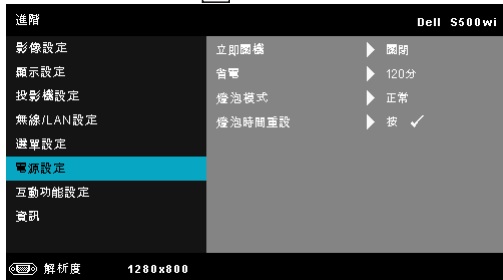 進階 Dell S500wi
影像設定
顯示設定
投影機設定
無線/LAN設定
選單設定
電源設定
互動功能設定
資訊
立即關機 關閉
省電 120分
燈泡模式 正常
燈泡時間重設 按 ✓
解析度 1280x800